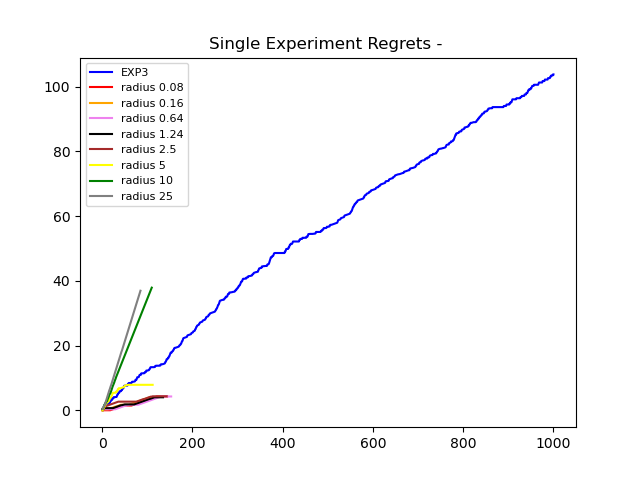 Single Experiment Regrets -
EXP3
radius 0.08
radius 0.16
radius 0.64
radius 1.24
radius 2.5
radius 5
radius 10
radius 25
100
80
60
40
20
0
0 200 400 600 800 1000